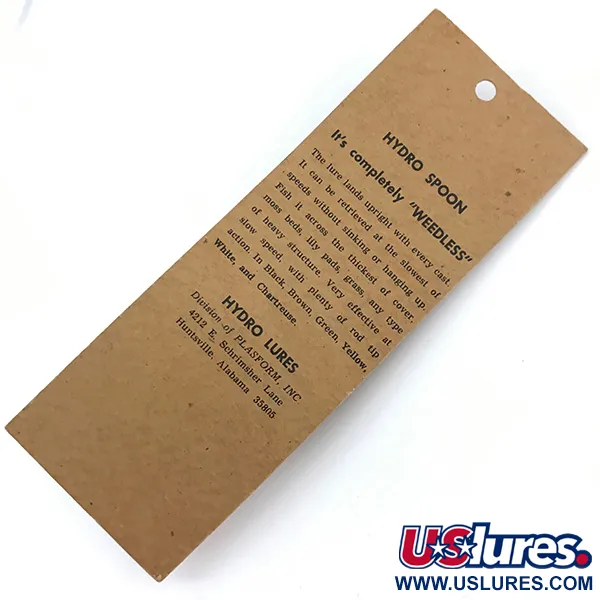 HYDRO SPOON
It's completely "WEEDLESS"
The lure lands upright with every cast.
It can be retrieved at the slowest of
speeds without sinking or hanging up.
Fish it across the thickest of cover,
moss beds, lily pads, grass, any type
of heavy structure. Very effective at
slow speed, with plenty of rod tip
action. In Black, Brown, Green, Yellow,
White, and Chartreuse.
HYDRO LURES
Division of PLASFORM, INC
4212 E. Schrimsher Lane
Huntsville, Alabama 35805
USlures.
WWW.USLURES.COM